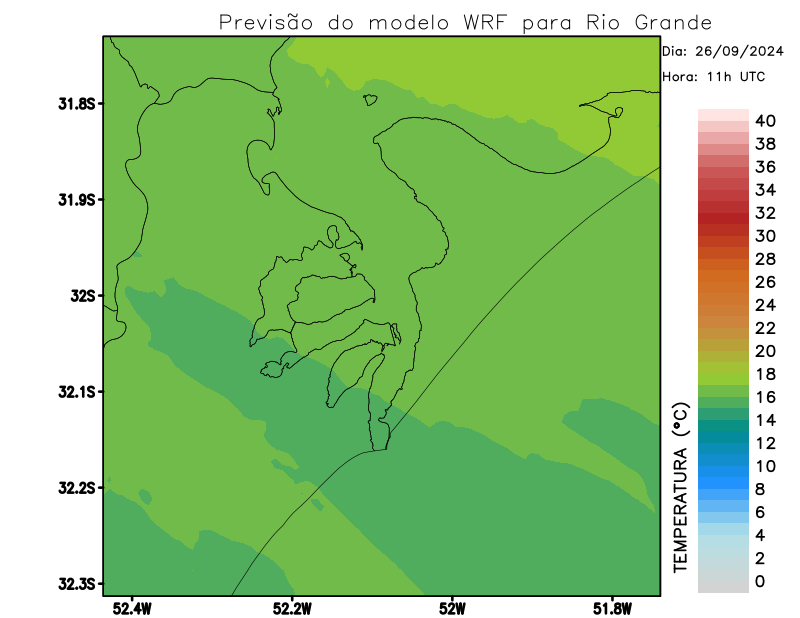 Previsão do modelo WRF para Rio Grande
Dia: 26/09/2024
Hora: 11h UTC
31.8S
31.9S
32S
32.1S
32.2S
32.3S
52.4W
52.2W
52W
51.8W
TEMPERATURA (°C)
40
38
36
34
32
30
28
26
24
22
20
18
16
14
12
10
8
6
4
2
0